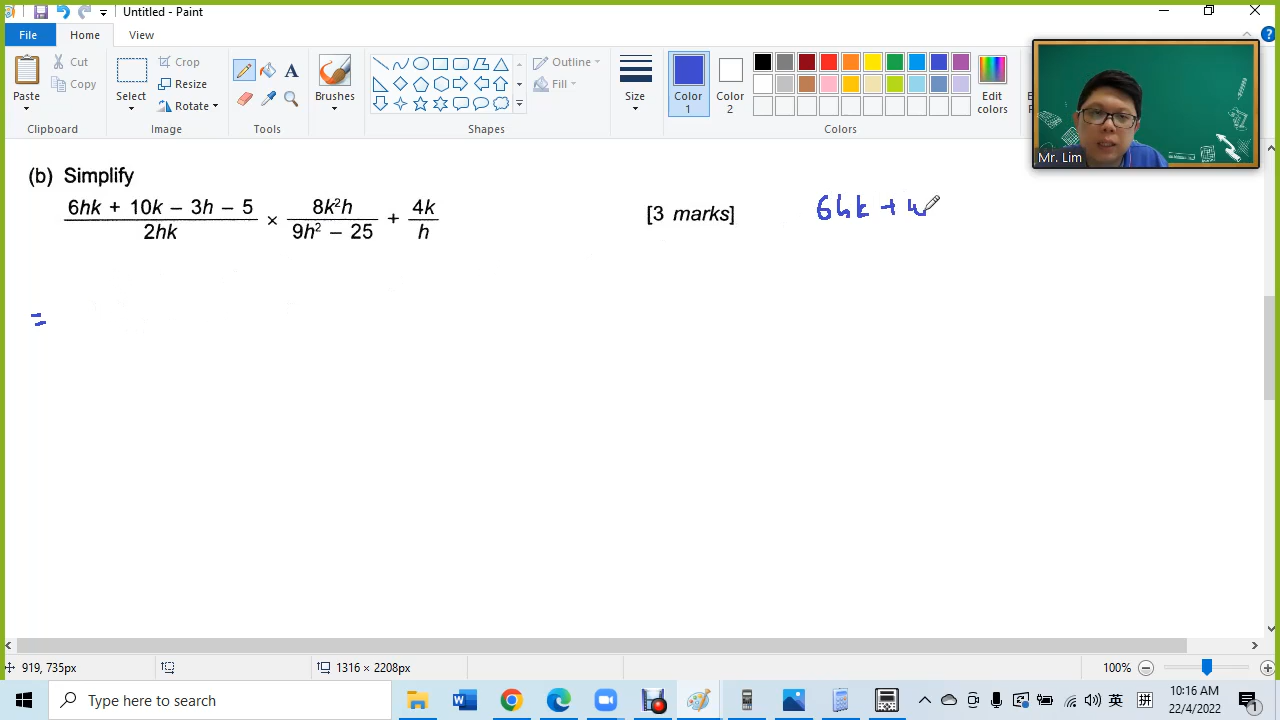 Untitled - Paint
File Home View
Paste
Cut
Copy
Clipboard
Select
Crop
Resize
Rotate
Image
Tools
Brushes
Shapes
Outline
Fill
Size
Color 1
Color 2
Edit colors
Colors
Mr. Lim
(b) Simplify
6hk + 10k − 3h − 5 / 2hk × 8k²h / 9h² − 25 + 4k / h [3 marks] 6hk +
=
919, 735px 1316 × 2208px 100%
Type here to search
英 拼 10:16 AM
22/4/2022
1